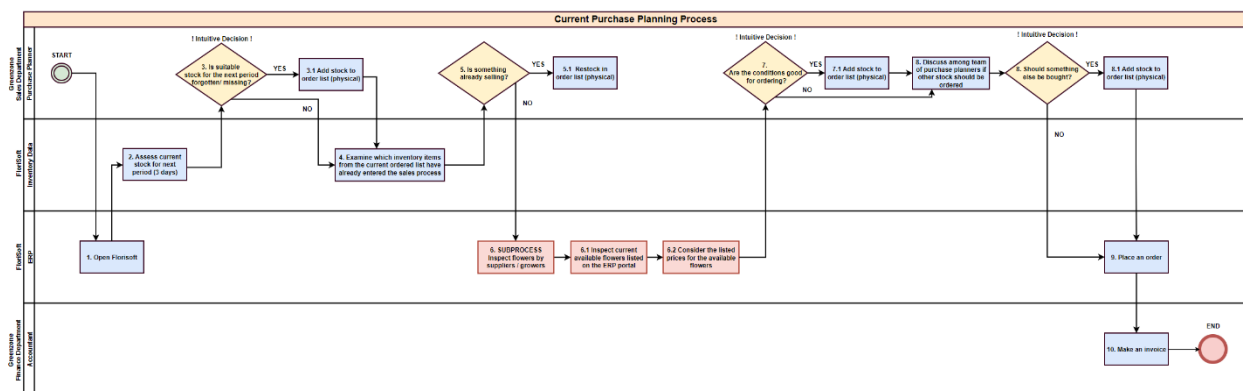 Current Purchase Planning Process
Greenzone
Sales Department
Purchase Planner
START
! Intuitive Decision !
3. Is suitable
stock for the next period
forgotten/ missing?
YES
NO
3.1 Add stock to
order list (physical)
5. Is something
already selling?
YES
NO
5.1 Restock in
order list (physical)
! Intuitive Decision !
7.
Are the conditions good
for ordering?
YES
NO
7.1 Add stock to
order list (physical)
8. Discuss among team
of purchase planners if
other stock should be
ordered
! Intuitive Decision !
8. Should something
else be bought?
YES
NO
8.1 Add stock to
order list (physical)
FloriSoft
Inventory Data
2. Assess current
stock for next
period (3 days)
4. Examine which inventory items
from the current ordered list have
already entered the sales process
FloriSoft
ERP
1. Open Florisoft
6. SUBPROCESS
Inspect flowers by
suppliers / growers
6.1 Inspect current
available flowers listed
on the ERP portal
6.2 Consider the listed
prices for the available
flowers
9. Place an order
Greenzone
Finance Department
Accountant
10. Make an invoice
END